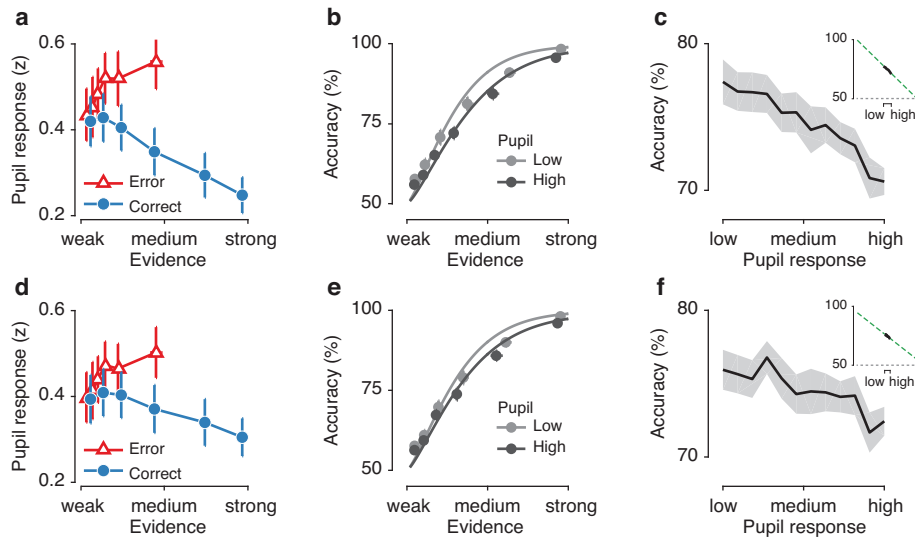 a
Pupil response (z)
0.6
0.4
0.2
Error
Correct
weak
medium
strong
Evidence
b
Accuracy (%)
100
75
50
Pupil
Low
High
weak
medium
strong
Evidence
c
Accuracy (%)
80
70
100
50
low high
low
medium
high
Pupil response
d
Pupil response (z)
0.6
0.4
0.2
Error
Correct
weak
medium
strong
Evidence
e
Accuracy (%)
100
75
50
Pupil
Low
High
weak
medium
strong
Evidence
f
Accuracy (%)
80
70
100
50
low high
low
medium
high
Pupil response